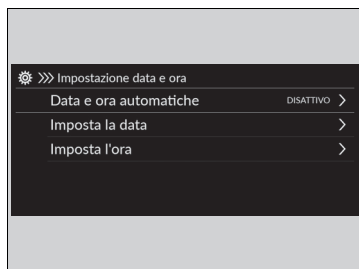 Impostazione data e ora
Data e ora automatiche DISATTIVO
Imposta la data
Imposta l'ora